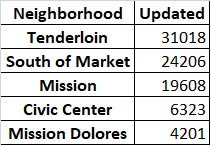 Neighborhood Updated
Tenderloin 31018
South of Market 24206
Mission 19608
Civic Center 6323
Mission Dolores 4201